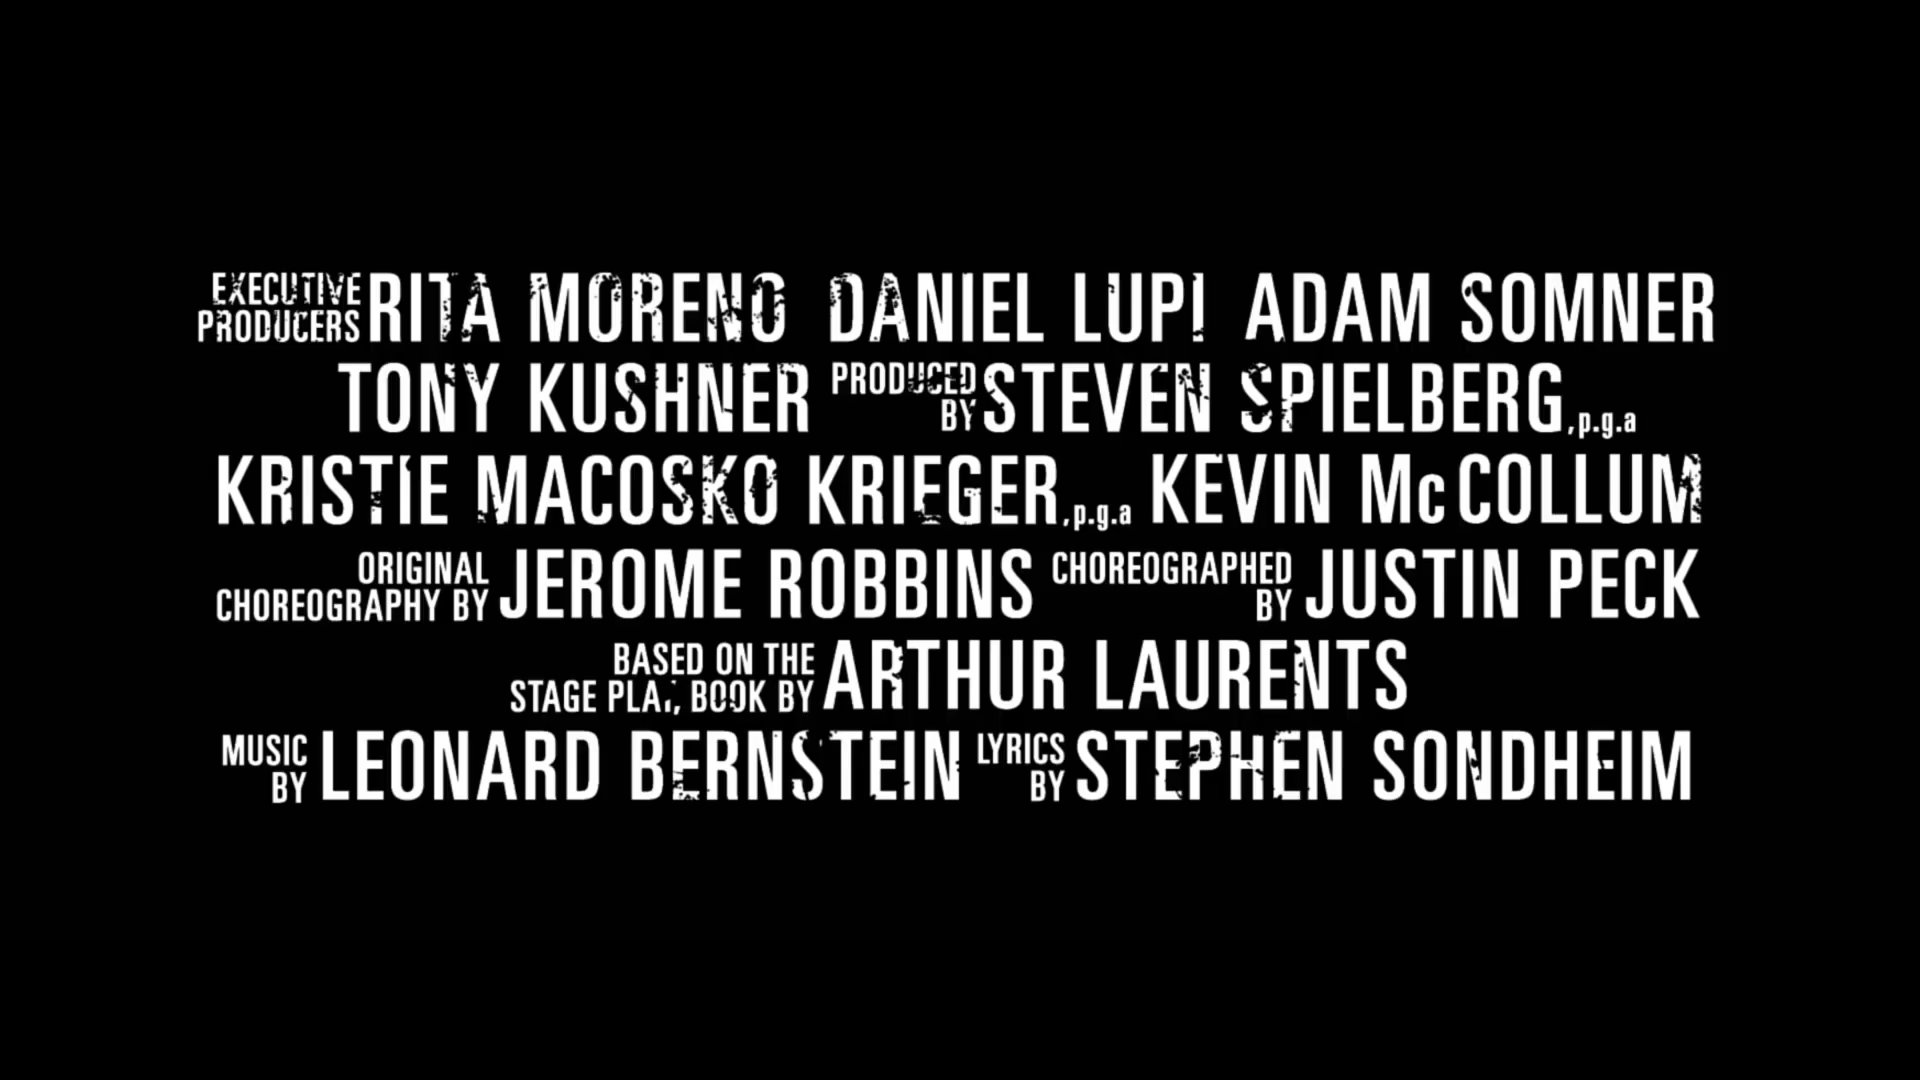 EXECUTIVE PRODUCERS RITA MORENO DANIEL LUPI ADAM SOMNER
TONY KUSHNER PRODUCED BY STEVEN SPIELBERG, p.g.a
KRISTIE MACOSKO KRIEGER, p.g.a KEVIN McCOLLUM
ORIGINAL CHOREOGRAPHY BY JEROME ROBBINS CHOREOGRAPHED BY JUSTIN PECK
BASED ON THE STAGE PLAY, BOOK BY ARTHUR LAURENTS
MUSIC BY LEONARD BERNSTEIN LYRICS BY STEPHEN SONDHEIM